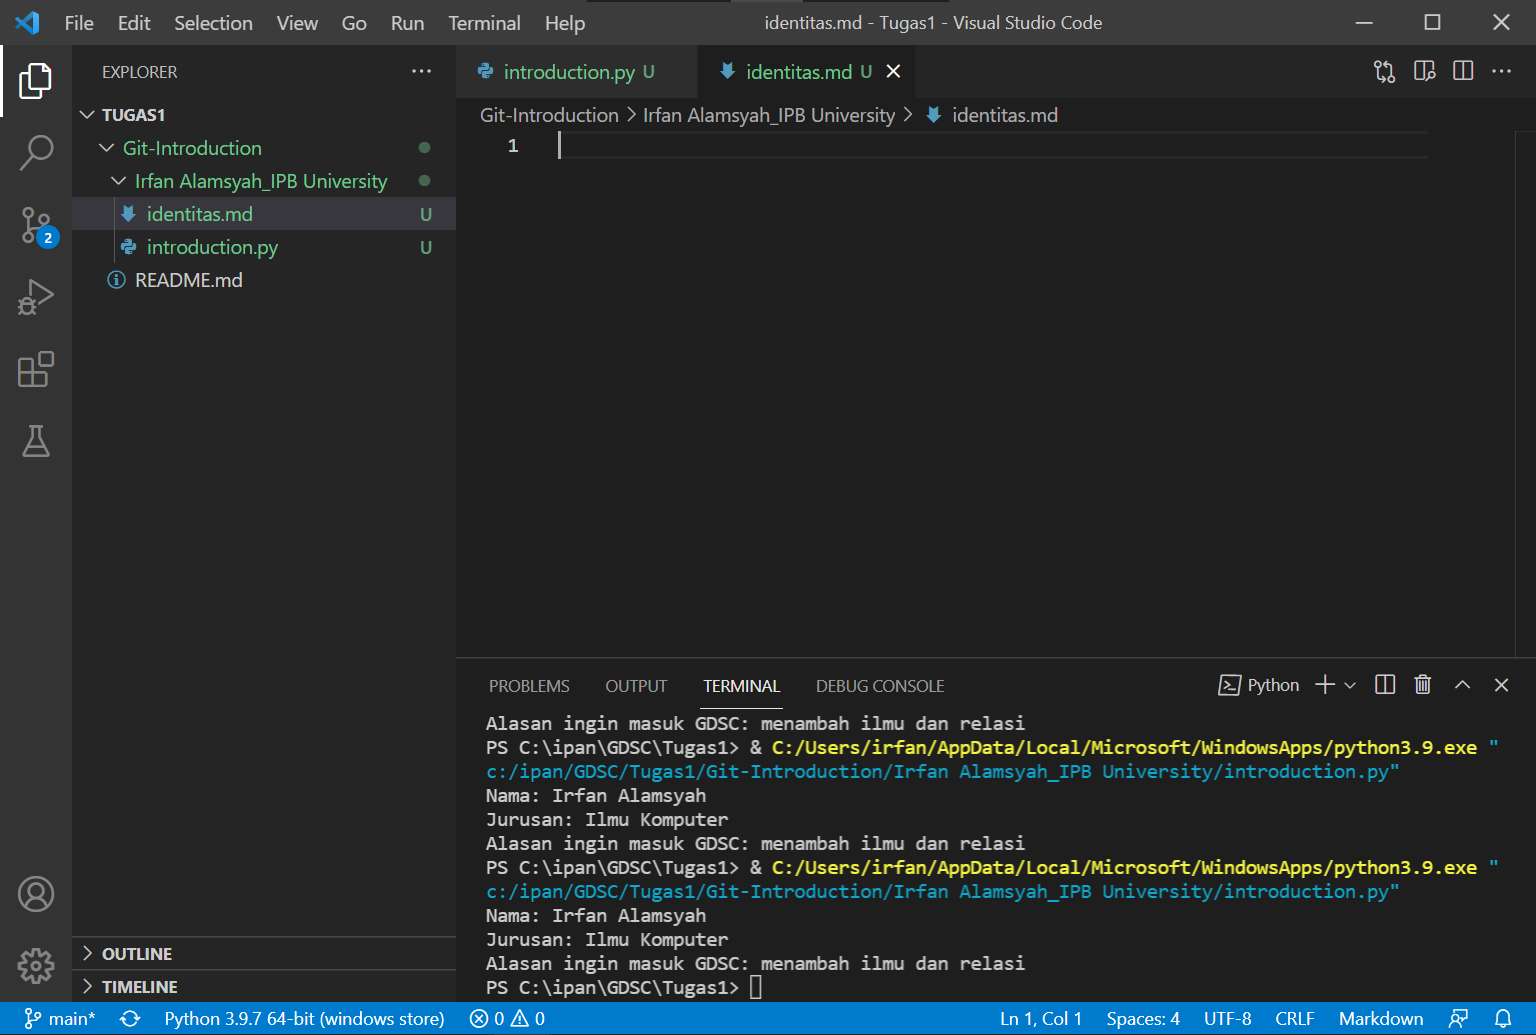 File Edit Selection View Go Run Terminal Help identitas.md - Tugas1 - Visual Studio Code
EXPLORER
TUGAS1
Git-Introduction
Irfan Alamsyah_IPB University
identitas.md U
introduction.py U
README.md
2
OUTLINE
TIMELINE
introduction.py U identitas.md U
Git-Introduction > Irfan Alamsyah_IPB University > identitas.md
1
PROBLEMS OUTPUT TERMINAL DEBUG CONSOLE Python
Alasan ingin masuk GDSC: menambah ilmu dan relasi
PS C:\ipan\GDSC\Tugas1> & C:/Users/irfan/AppData/Local/Microsoft/WindowsApps/python3.9.exe "
c:/ipan/GDSC/Tugas1/Git-Introduction/Irfan Alamsyah_IPB University/introduction.py"
Nama: Irfan Alamsyah
Jurusan: Ilmu Komputer
Alasan ingin masuk GDSC: menambah ilmu dan relasi
PS C:\ipan\GDSC\Tugas1> & C:/Users/irfan/AppData/Local/Microsoft/WindowsApps/python3.9.exe "
c:/ipan/GDSC/Tugas1/Git-Introduction/Irfan Alamsyah_IPB University/introduction.py"
Nama: Irfan Alamsyah
Jurusan: Ilmu Komputer
Alasan ingin masuk GDSC: menambah ilmu dan relasi
PS C:\ipan\GDSC\Tugas1>
main* Python 3.9.7 64-bit (windows store) 0 0 Ln 1, Col 1 Spaces: 4 UTF-8 CRLF Markdown